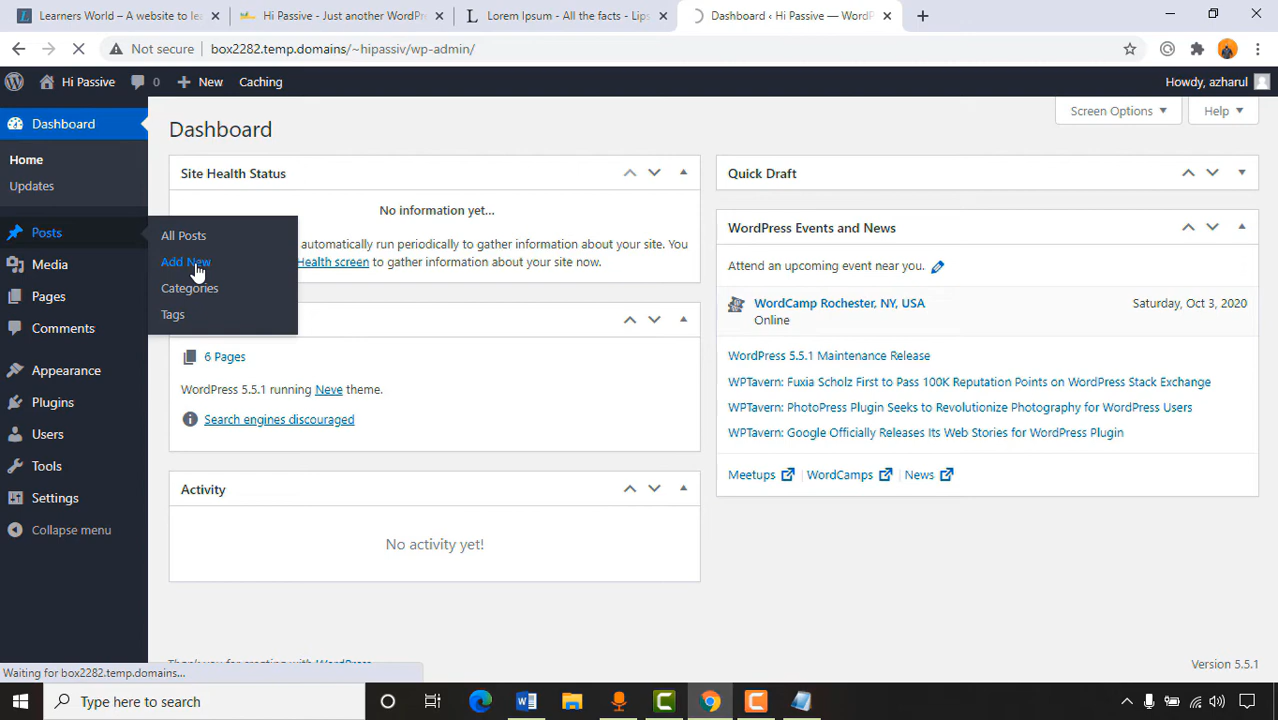 Learners World – A website to lea
Hi Passive - Just another WordPr
Lorem Ipsum - All the facts - Lips
Dashboard ‹ Hi Passive — WordP
Not secure
box2282.temp.domains/~hipassiv/wp-admin/
Hi Passive
0
New
Caching
Howdy, azharul
Dashboard
Home
Updates
Posts
Media
Pages
Comments
Appearance
Plugins
Users
Tools
Settings
Collapse menu
All Posts
Add New
Categories
Tags
Dashboard
Screen Options
Help
Site Health Status
No information yet...
automatically run periodically to gather information about your site. You
Health screen to gather information about your site now.
6 Pages
WordPress 5.5.1 running Neve theme.
Search engines discouraged
Activity
No activity yet!
Quick Draft
WordPress Events and News
Attend an upcoming event near you.
WordCamp Rochester, NY, USA
Saturday, Oct 3, 2020
Online
WordPress 5.5.1 Maintenance Release
WPTavern: Fuxia Scholz First to Pass 100K Reputation Points on WordPress Stack Exchange
WPTavern: PhotoPress Plugin Seeks to Revolutionize Photography for WordPress Users
WPTavern: Google Officially Releases Its Web Stories for WordPress Plugin
Meetups
WordCamps
News
Thank you for creating with WordPress
Version 5.5.1
Waiting for box2282.temp.domains...
Type here to search